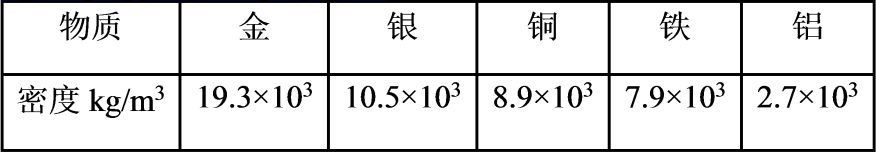 物质 金 银 铜 铁 铝
密度 kg/m³ 19.3×10³ 10.5×10³ 8.9×10³ 7.9×10³ 2.7×10³